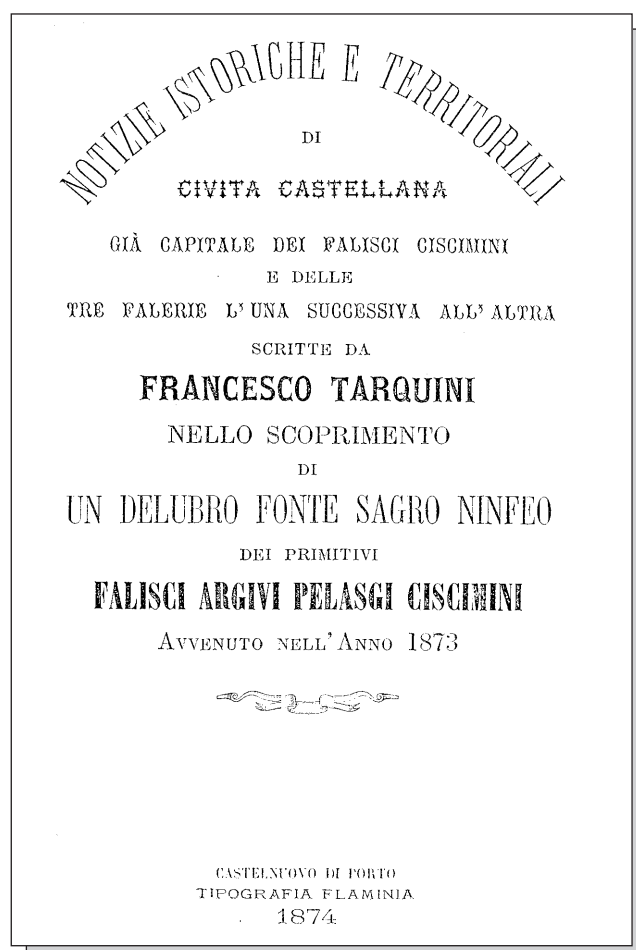 NOTIZIE ISTORICHE E TERRITORIALI
DI
CIVITA CASTELLANA
GIÀ CAPITALE DEI FALISCI CISCIMINI
E DELLE
TRE FALERIE L'UNA SUCCESSIVA ALL'ALTRA
SCRITTE DA
FRANCESCO TARQUINI
NELLO SCOPRIMENTO
DI
UN DELUBRO FONTE SAGRO NINFEO
DEI PRIMITIVI
FALISCI ARGIVI PELASGI CISCIMINI
AVVENUTO NELL'ANNO 1873
CASTELNUOVO DI PORTO
TIPOGRAFIA FLAMINIA
1874